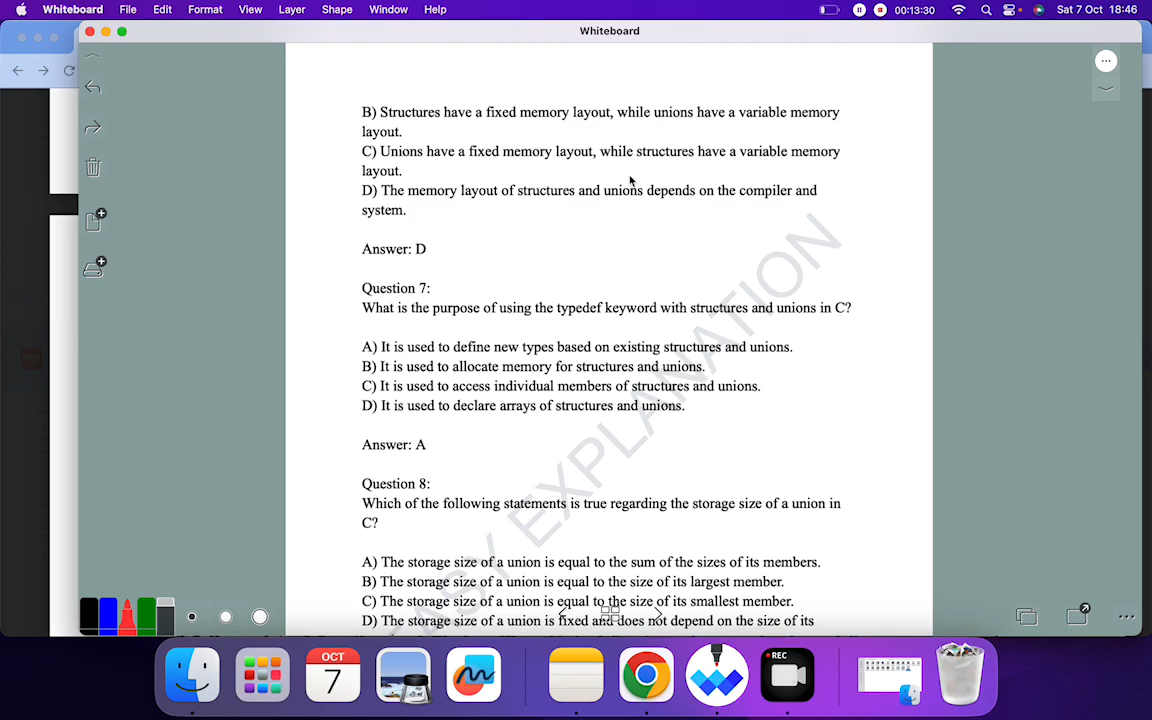 Whiteboard File Edit Format View Layer Shape Window Help 00:13:30 Sat 7 Oct 18:46
Whiteboard
B) Structures have a fixed memory layout, while unions have a variable memory
layout.
C) Unions have a fixed memory layout, while structures have a variable memory
layout.
D) The memory layout of structures and unions depends on the compiler and
system.
Answer: D
Question 7:
What is the purpose of using the typedef keyword with structures and unions in C?
A) It is used to define new types based on existing structures and unions.
B) It is used to allocate memory for structures and unions.
C) It is used to access individual members of structures and unions.
D) It is used to declare arrays of structures and unions.
Answer: A
Question 8:
Which of the following statements is true regarding the storage size of a union in
C?
A) The storage size of a union is equal to the sum of the sizes of its members.
B) The storage size of a union is equal to the size of its largest member.
C) The storage size of a union is equal to the size of its smallest member.
D) The storage size of a union is fixed and does not depend on the size of its
EASY EXPLANATION
OCT
7
REC